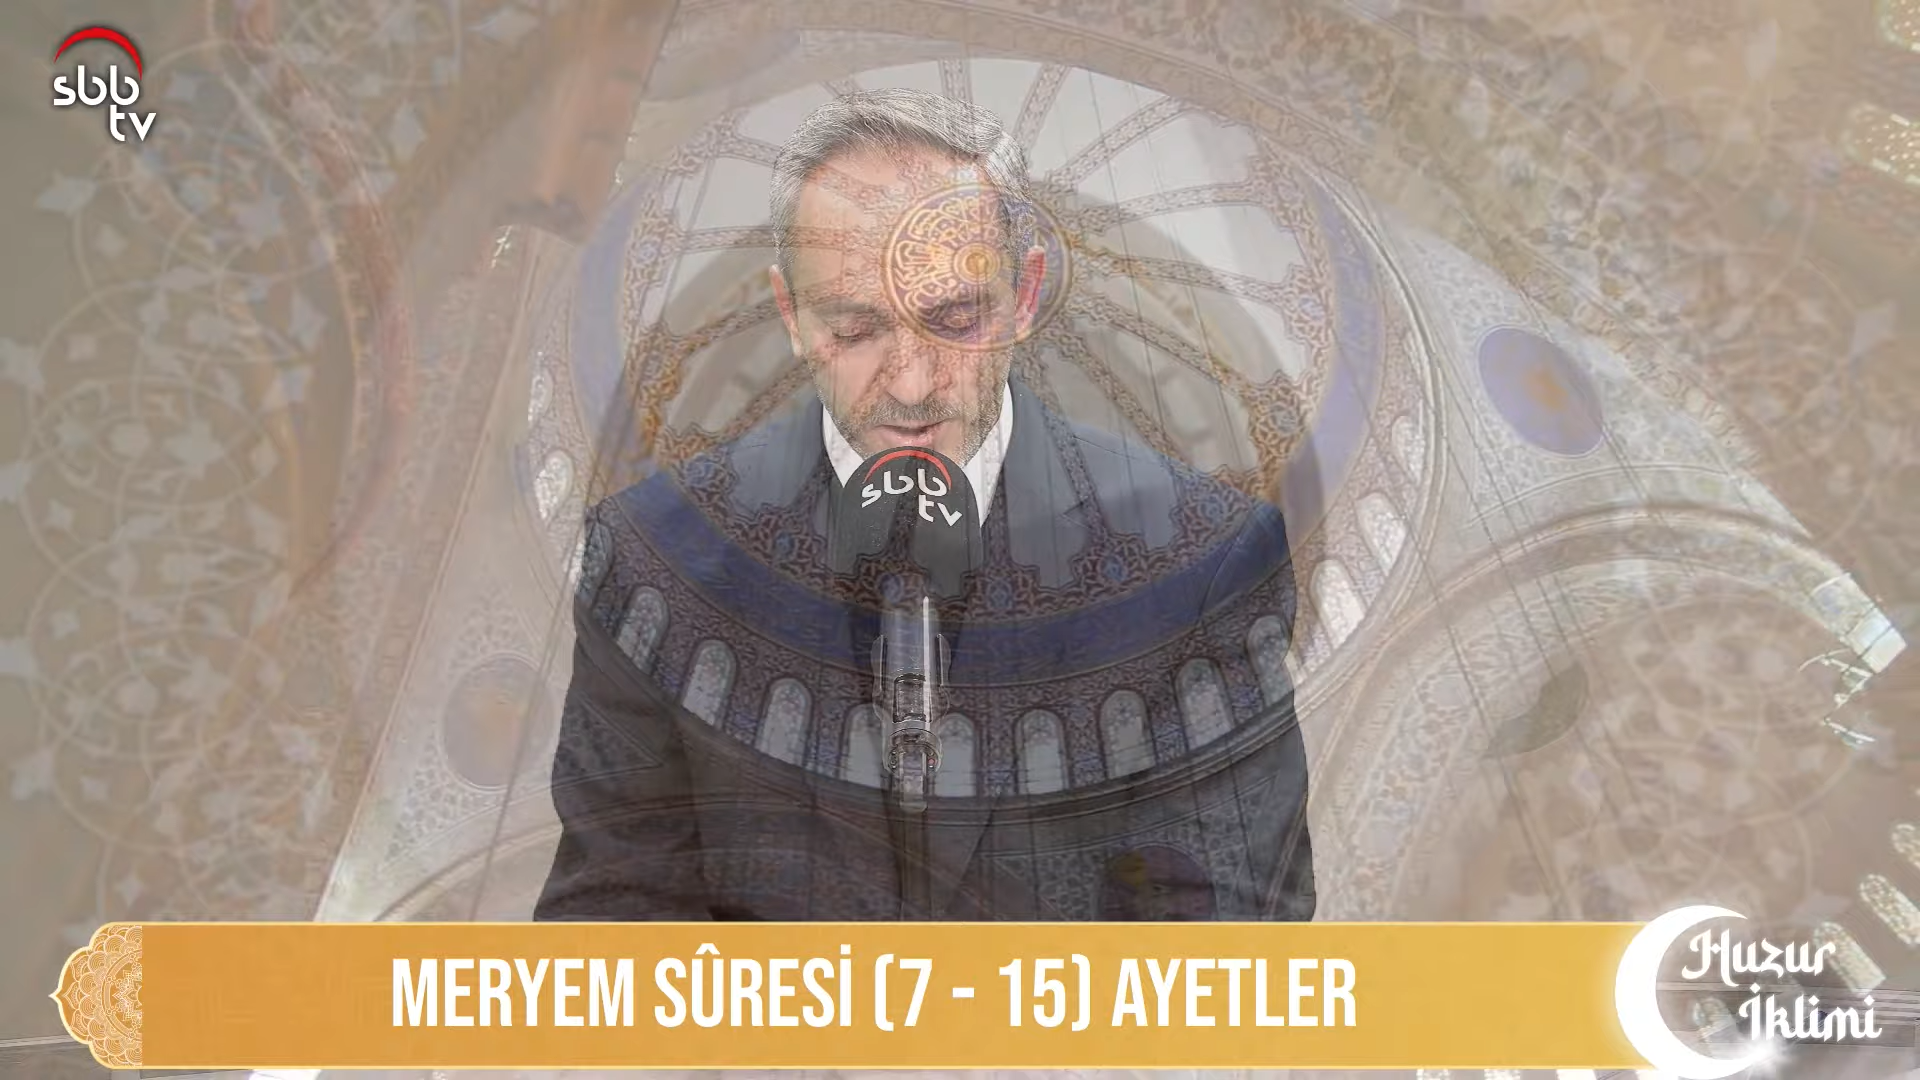 sbb
tv
sbb
tv
MERYEM SÛRESİ (7 - 15) AYETLER
Huzur
İklimi